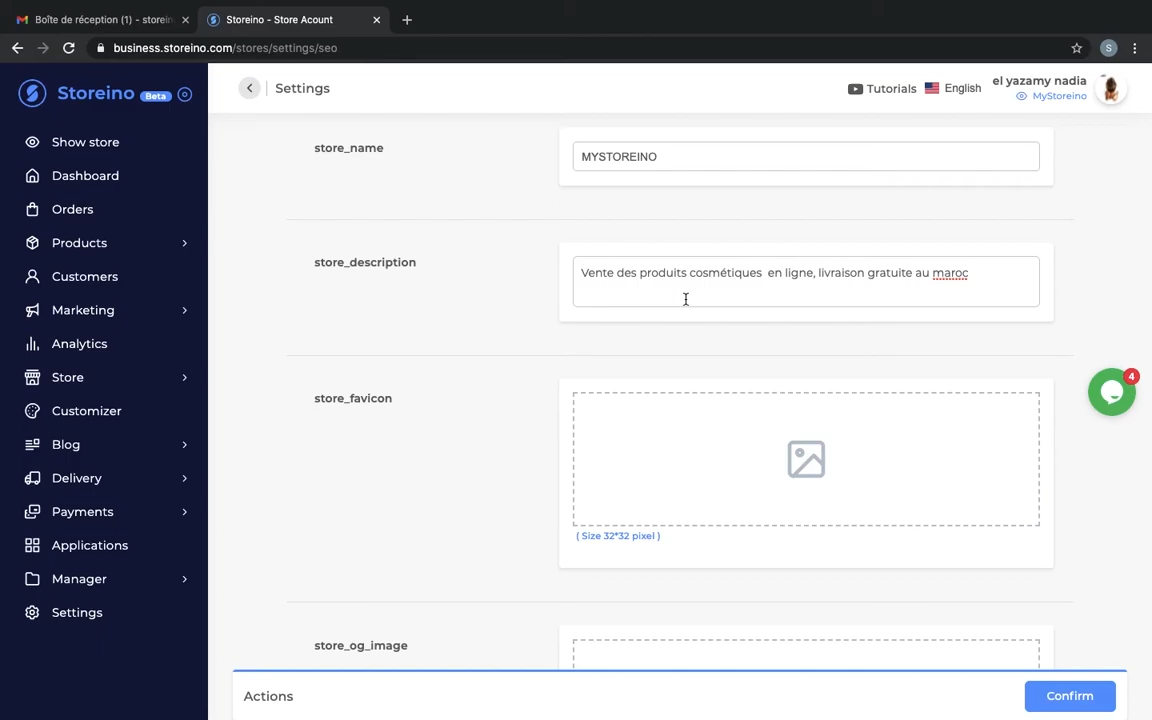 Boîte de réception (1) - storein
Storeino - Store Acount
business.storeino.com/stores/settings/seo
S
Storeino Beta
Settings
Tutorials
English
el yazamy nadia
MyStoreino
Show store
Dashboard
Orders
Products
Customers
Marketing
Analytics
Store
Customizer
Blog
Delivery
Payments
Applications
Manager
Settings
store_name
MYSTOREINO
store_description
Vente des produits cosmétiques  en ligne, livraison gratuite au maroc
store_favicon
( Size 32*32 pixel )
store_og_image
4
Actions
Confirm